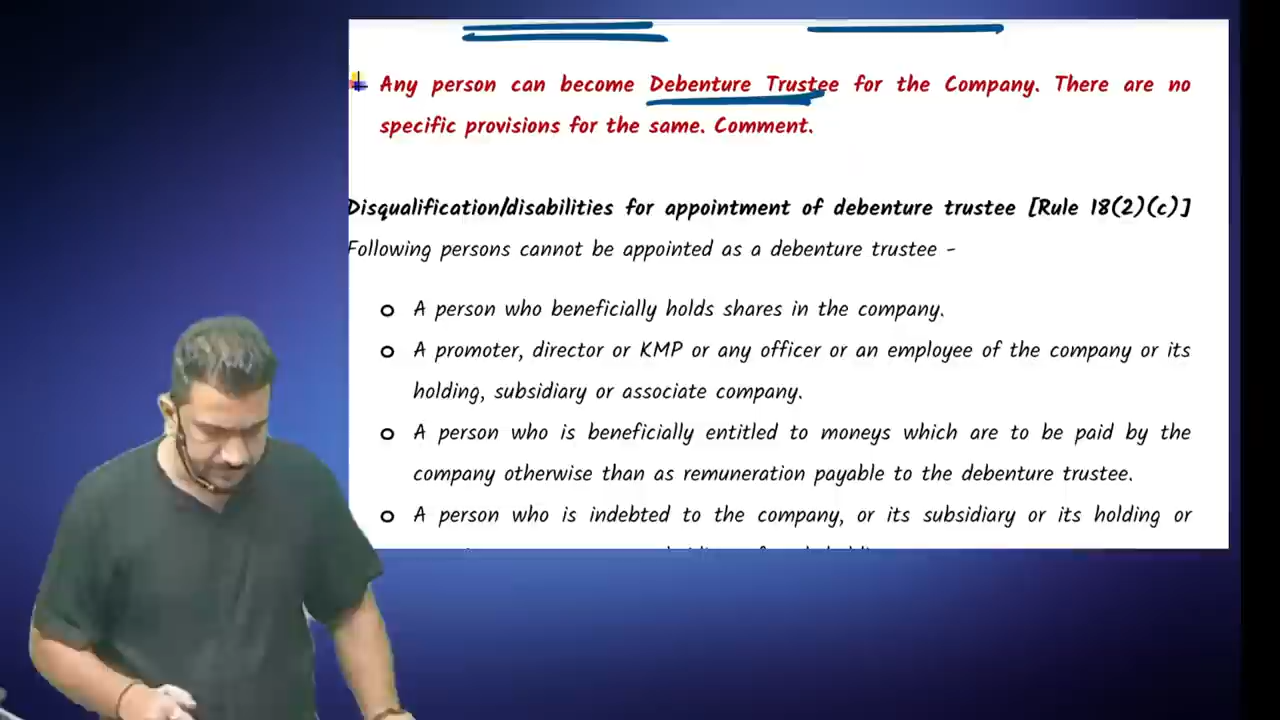 Any person can become Debenture Trustee for the Company. There are no
specific provisions for the same. Comment.
Disqualification/disabilities for appointment of debenture trustee [Rule 18(2)(c)]
Following persons cannot be appointed as a debenture trustee -
o A person who beneficially holds shares in the company.
o A promoter, director or KMP or any officer or an employee of the company or its
holding, subsidiary or associate company.
o A person who is beneficially entitled to moneys which are to be paid by the
company otherwise than as remuneration payable to the debenture trustee.
o A person who is indebted to the company, or its subsidiary or its holding or